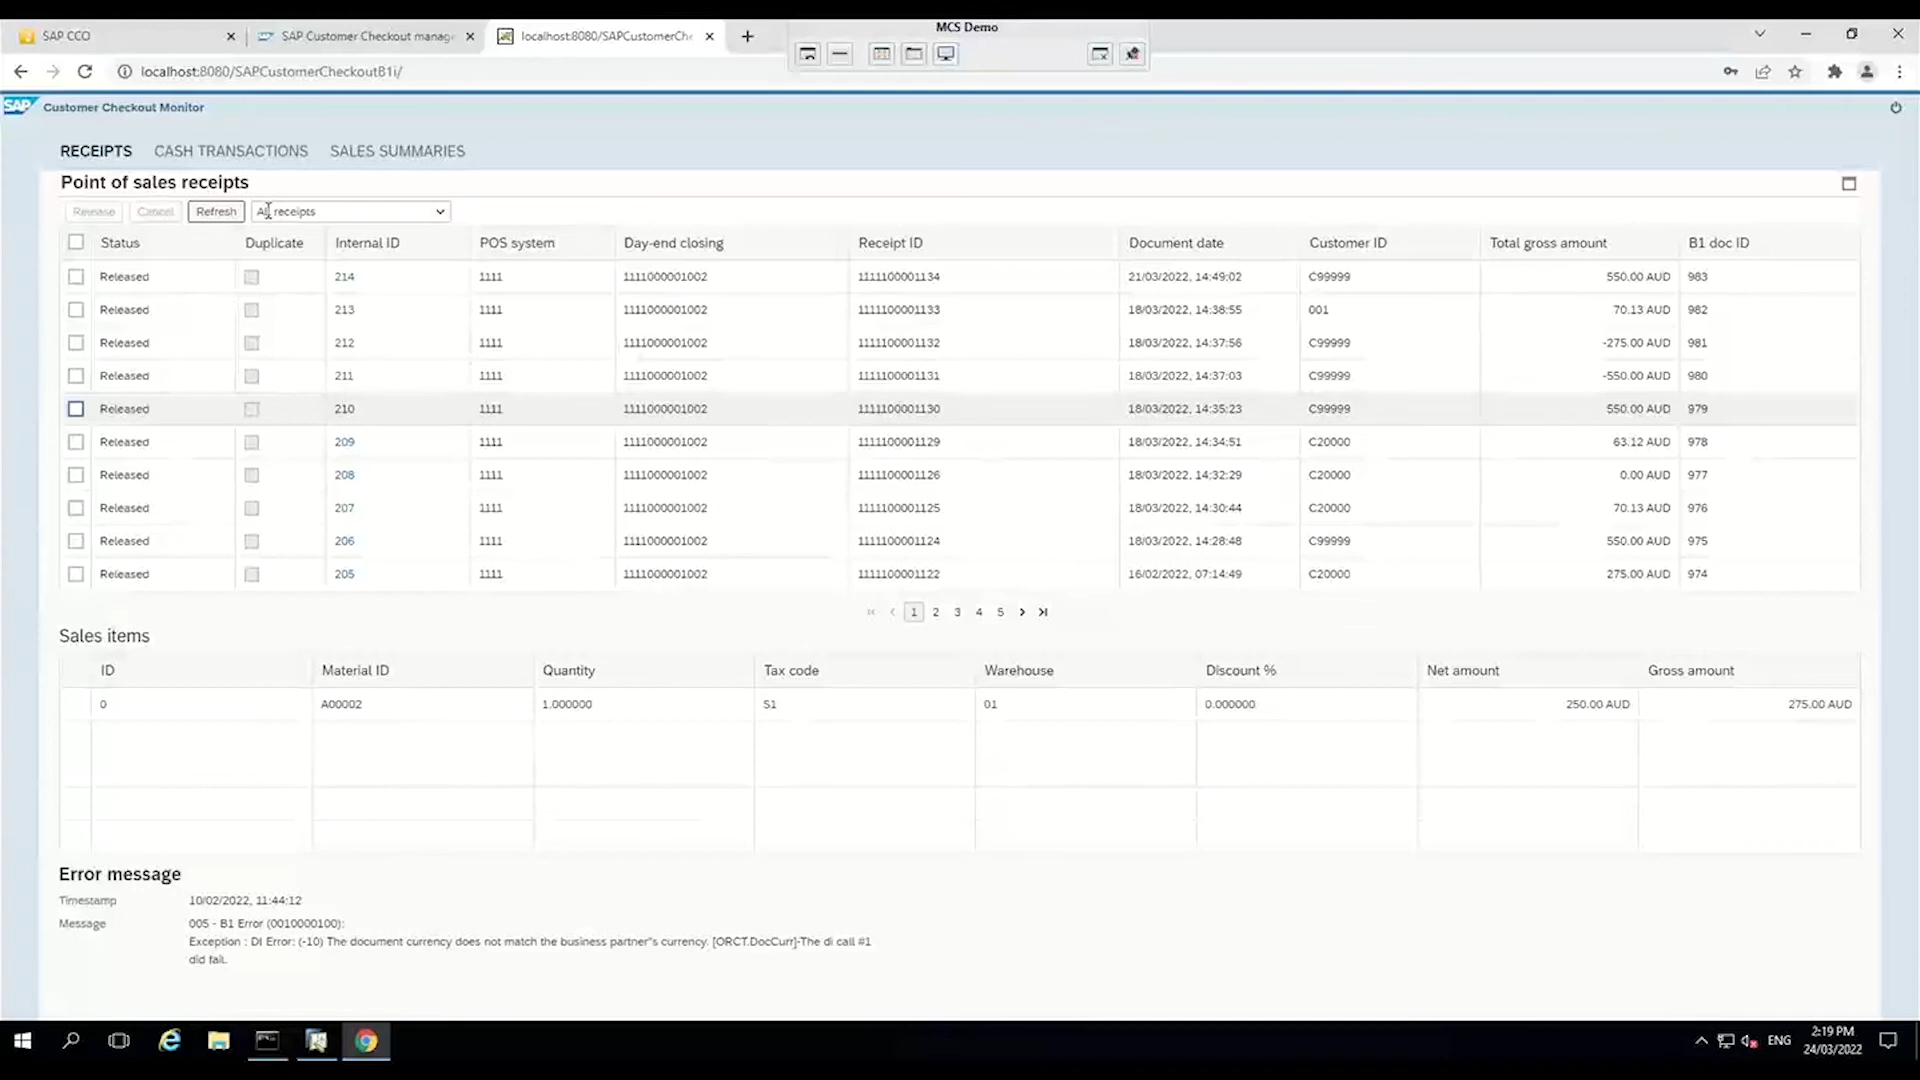 MCS Demo
SAP CCO
SAP Customer Checkout manag
localhost:8080/SAPCustomerChe
localhost:8080/SAPCustomerCheckoutB1i/
SAP Customer Checkout Monitor
RECEIPTS CASH TRANSACTIONS SALES SUMMARIES
Point of sales receipts
Release Cancel Refresh All receipts
Status Duplicate Internal ID POS system Day-end closing Receipt ID Document date Customer ID Total gross amount B1 doc ID
Released 214 1111 1111000001002 1111100001134 21/03/2022, 14:49:02 C99999 550.00 AUD 983
Released 213 1111 1111000001002 1111100001133 18/03/2022, 14:38:55 001 70.13 AUD 982
Released 212 1111 1111000001002 1111100001132 18/03/2022, 14:37:56 C99999 -275.00 AUD 981
Released 211 1111 1111000001002 1111100001131 18/03/2022, 14:37:03 C99999 -550.00 AUD 980
Released 210 1111 1111000001002 1111100001130 18/03/2022, 14:35:23 C99999 550.00 AUD 979
Released 209 1111 1111000001002 1111100001129 18/03/2022, 14:34:51 C20000 63.12 AUD 978
Released 208 1111 1111000001002 1111100001126 18/03/2022, 14:32:29 C20000 0.00 AUD 977
Released 207 1111 1111000001002 1111100001125 18/03/2022, 14:30:44 C20000 70.13 AUD 976
Released 206 1111 1111000001002 1111100001124 18/03/2022, 14:28:48 C99999 550.00 AUD 975
Released 205 1111 1111000001002 1111100001122 16/02/2022, 07:14:49 C20000 275.00 AUD 974
1 2 3 4 5
Sales items
ID Material ID Quantity Tax code Warehouse Discount % Net amount Gross amount
0 A00002 1.000000 S1 01 0.000000 250.00 AUD 275.00 AUD
Error message
Timestamp 10/02/2022, 11:44:12
Message 005 - B1 Error (0010000100):
Exception : DI Error: (-10) The document currency does not match the business partner"s currency. [ORCT.DocCurr]-The di call #1
did fail.
ENG
2:19 PM
24/03/2022